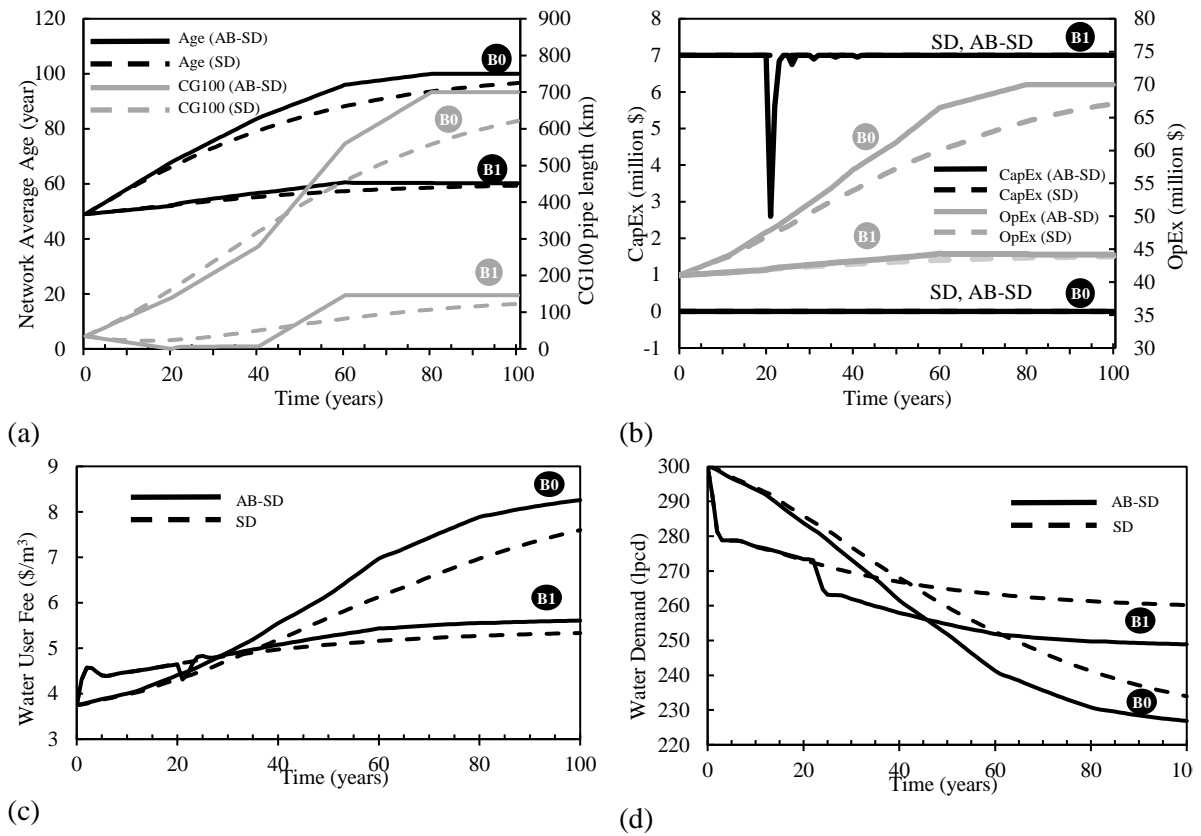 120
100
80
60
40
20
0
Network Average Age (year)
900
800
700
600
500
400
300
200
100
0
CG100 pipe length (km)
Age (AB-SD)
Age (SD)
CG100 (AB-SD)
CG100 (SD)
B0
B0
B1
B1
0 20 40 60 80 100
Time (years)
(a)
8
7
6
5
4
3
2
1
0
-1
CapEx (million $)
80
75
70
65
60
55
50
45
40
35
30
OpEx (million $)
SD, AB-SD B1
B0
CapEx (AB-SD)
CapEx (SD)
OpEx (AB-SD)
OpEx (SD)
B1
SD, AB-SD B0
0 20 40 60 80 100
Time (years)
(b)
9
8
7
6
5
4
3
Water User Fee ($/m³)
AB-SD
SD
B0
B1
0 20 40 60 80 100
Time (years)
(c)
300
290
280
270
260
250
240
230
220
Water Demand (lpcd)
AB-SD
SD
B1
B0
0 20 40 60 80 10
Time (years)
(d)